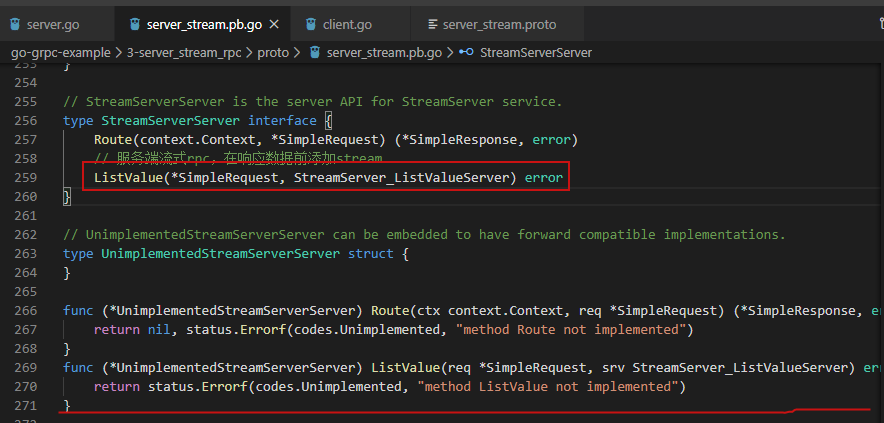 server.go server_stream.pb.go client.go server_stream.proto
go-grpc-example > 3-server_stream_rpc > proto > server_stream.pb.go > StreamServerServer
253 }
254
255 // StreamServerServer is the server API for StreamServer service.
256 type StreamServerServer interface {
257 Route(context.Context, *SimpleRequest) (*SimpleResponse, error)
258 // 服务端流式rpc，在响应数据前添加stream
259 ListValue(*SimpleRequest, StreamServer_ListValueServer) error
260 }
261
262 // UnimplementedStreamServerServer can be embedded to have forward compatible implementations.
263 type UnimplementedStreamServerServer struct {
264 }
265
266 func (*UnimplementedStreamServerServer) Route(ctx context.Context, req *SimpleRequest) (*SimpleResponse, er
267 return nil, status.Errorf(codes.Unimplemented, "method Route not implemented")
268 }
269 func (*UnimplementedStreamServerServer) ListValue(req *SimpleRequest, srv StreamServer_ListValueServer) err
270 return status.Errorf(codes.Unimplemented, "method ListValue not implemented")
271 }